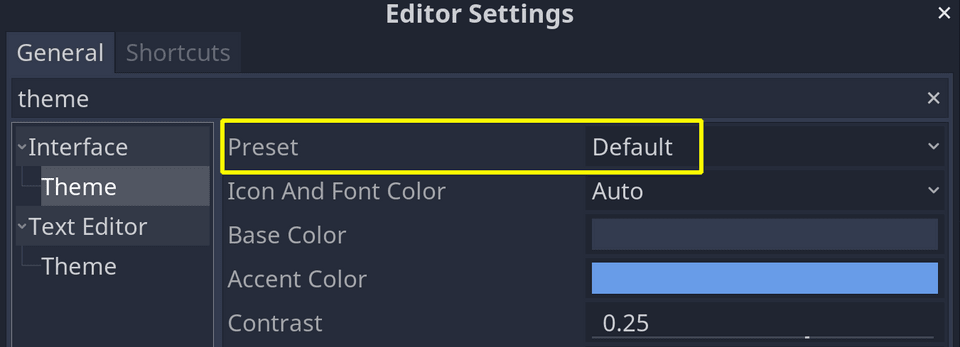 Editor Settings
General Shortcuts
theme
Interface
Theme
Text Editor
Theme
Preset Default
Icon And Font Color Auto
Base Color
Accent Color
Contrast 0.25